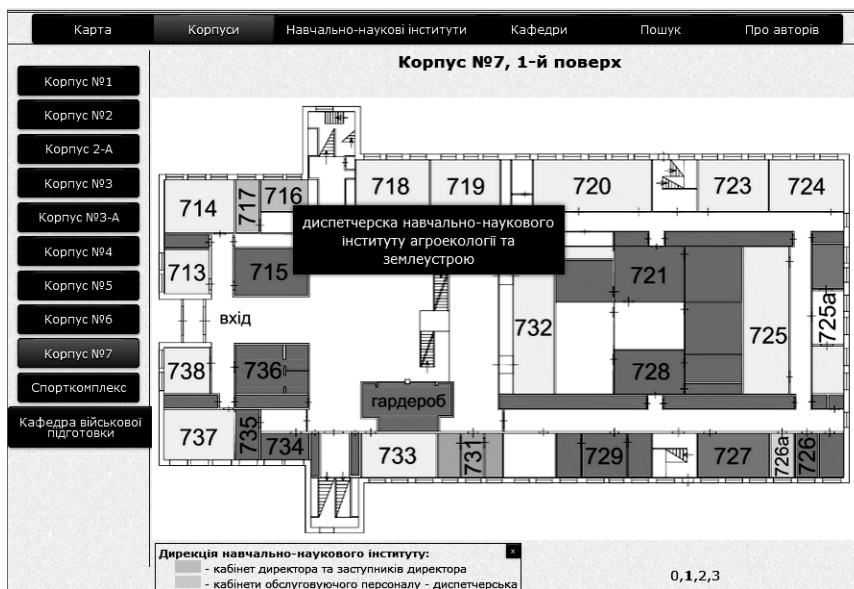 Карта Корпуси Навчально-наукові інститути Кафедри Пошук Про авторів
Корпус №7, 1-й поверх
Корпус №1
Корпус №2
Корпус 2-А
Корпус №3
Корпус №3-А
Корпус №4
Корпус №5
Корпус №6
Корпус №7
Спорткомплекс
Кафедра військової
підготовки
714 717 716 718 719 720 723 724
диспетчерска навчально-наукового
інституту агроекології та
землеустрою
713 715 721
вхід 732 725 725а
738 736 728
гардероб
737 735 734 733 731 729 727 726а 726
Дирекція навчально-наукового інституту: x
- кабінет директора та заступників директора
- кабінети обслуговуючого персоналу - диспетчерська
0,1,2,3